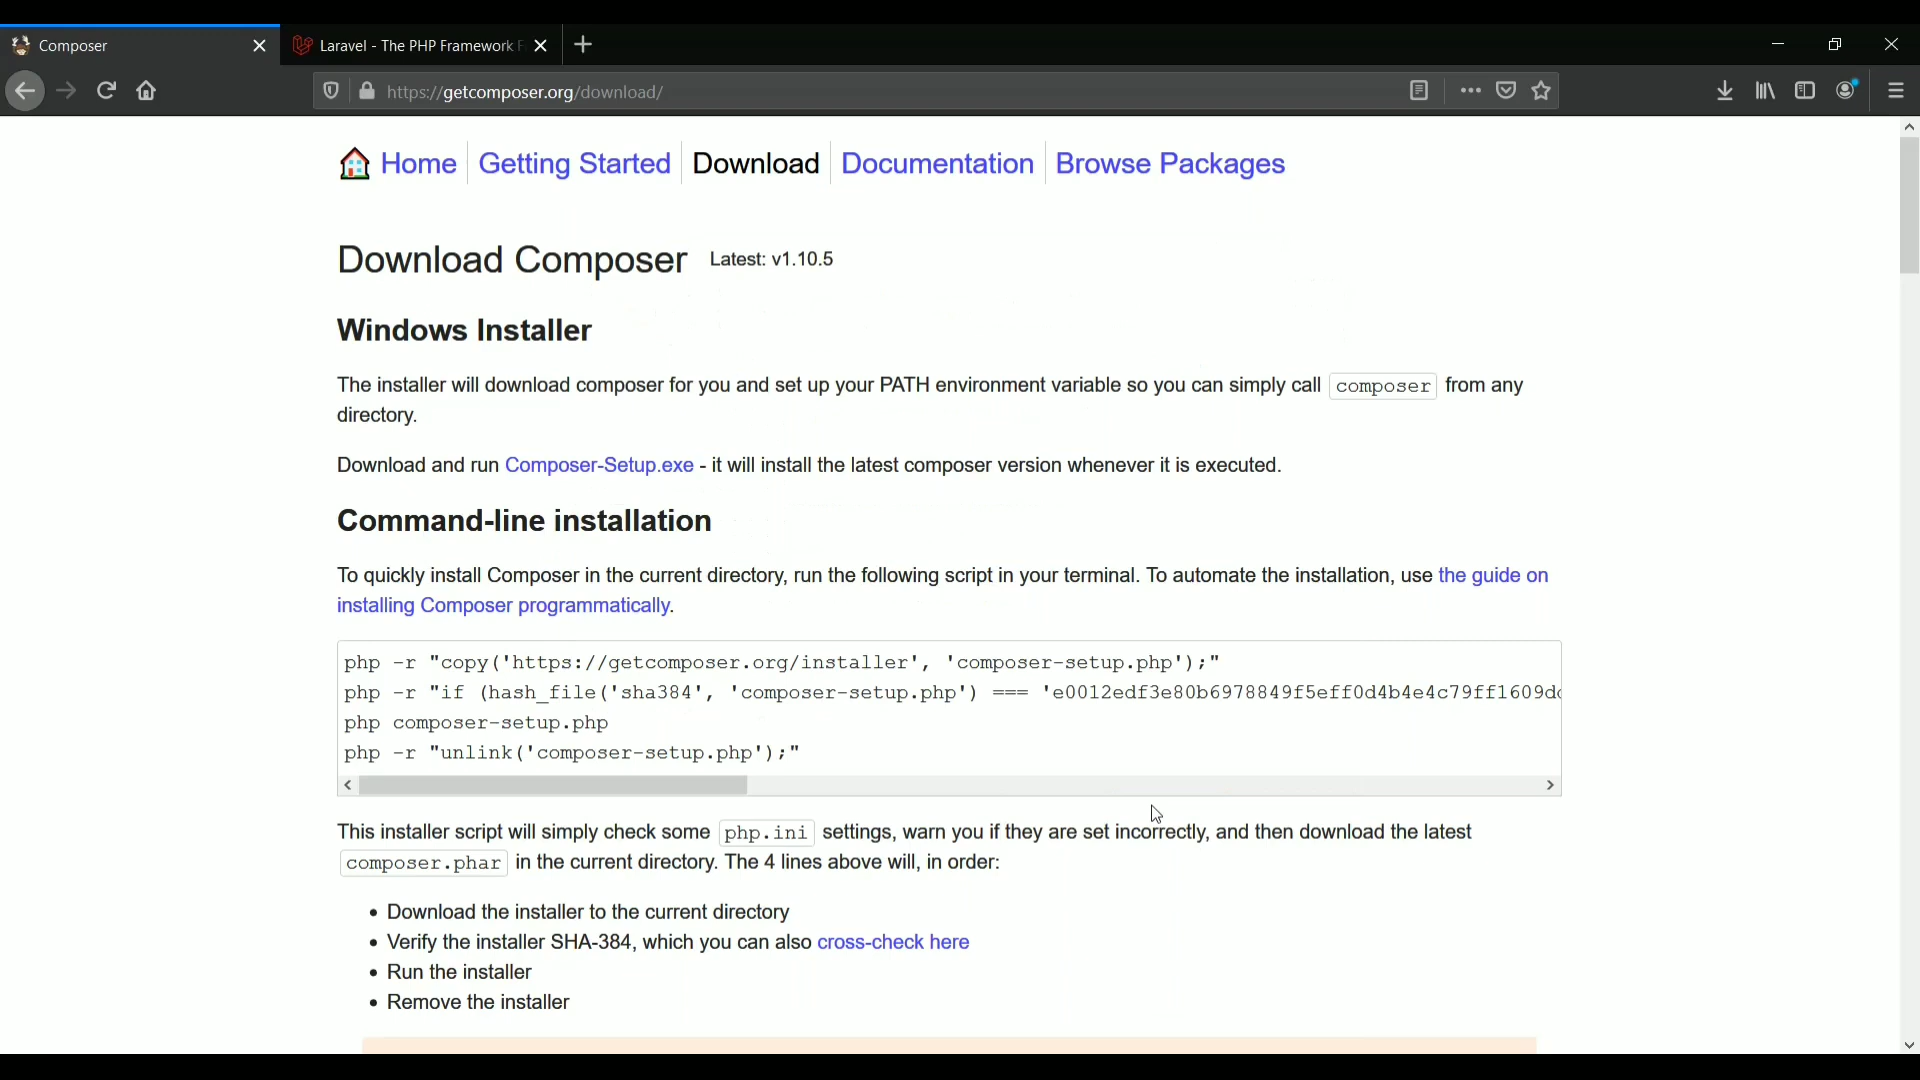 Composer
Laravel - The PHP Framework F
https://getcomposer.org/download/
Home Getting Started Download Documentation Browse Packages
Download Composer Latest: v1.10.5
Windows Installer
The installer will download composer for you and set up your PATH environment variable so you can simply call composer from any
directory.
Download and run Composer-Setup.exe - it will install the latest composer version whenever it is executed.
Command-line installation
To quickly install Composer in the current directory, run the following script in your terminal. To automate the installation, use the guide on
installing Composer programmatically.
php -r "copy('https://getcomposer.org/installer', 'composer-setup.php');"
php -r "if (hash_file('sha384', 'composer-setup.php') === 'e0012edf3e80b6978849f5eff0d4b4e4c79ff1609dd
php composer-setup.php
php -r "unlink('composer-setup.php');"
This installer script will simply check some php.ini settings, warn you if they are set incorrectly, and then download the latest
composer.phar in the current directory. The 4 lines above will, in order:
• Download the installer to the current directory
• Verify the installer SHA-384, which you can also cross-check here
• Run the installer
• Remove the installer